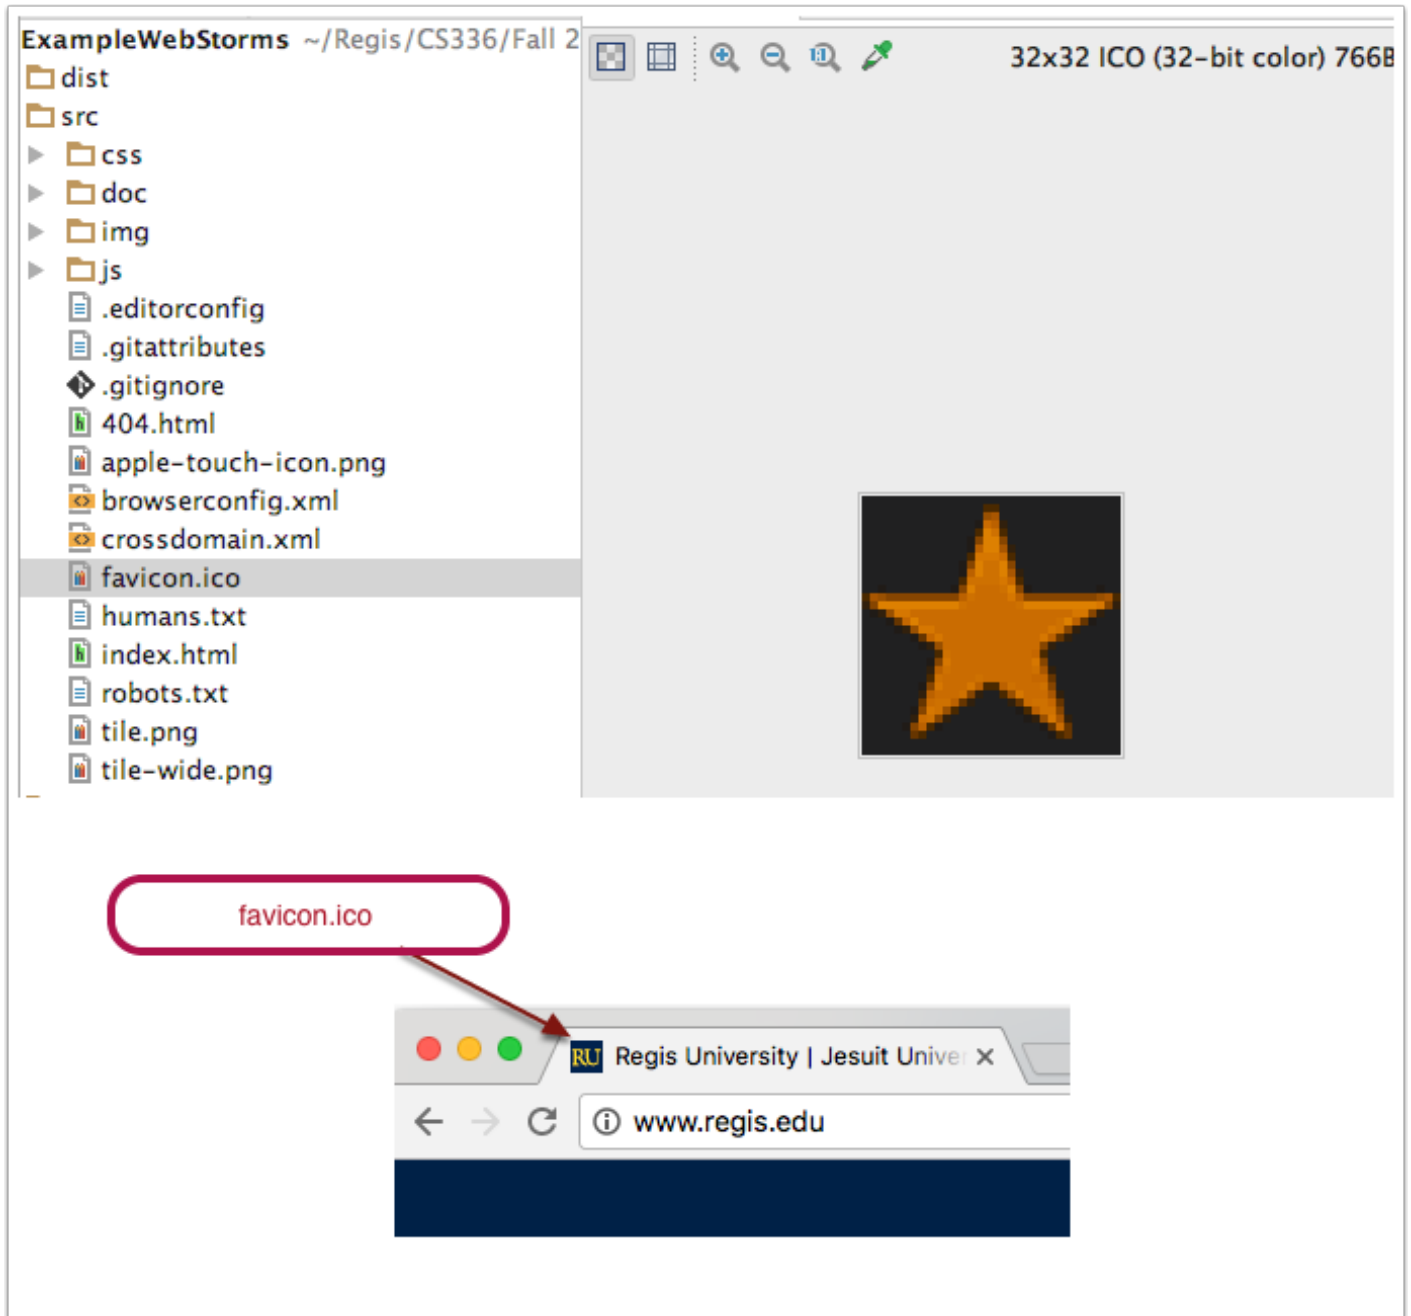 ExampleWebStorms ~/Regis/CS336/Fall 2
dist
src
css
doc
img
js
.editorconfig
.gitattributes
.gitignore
404.html
apple-touch-icon.png
browserconfig.xml
crossdomain.xml
favicon.ico
humans.txt
index.html
robots.txt
tile.png
tile-wide.png
32x32 ICO (32-bit color) 766B
favicon.ico
RU Regis University | Jesuit Univer
www.regis.edu